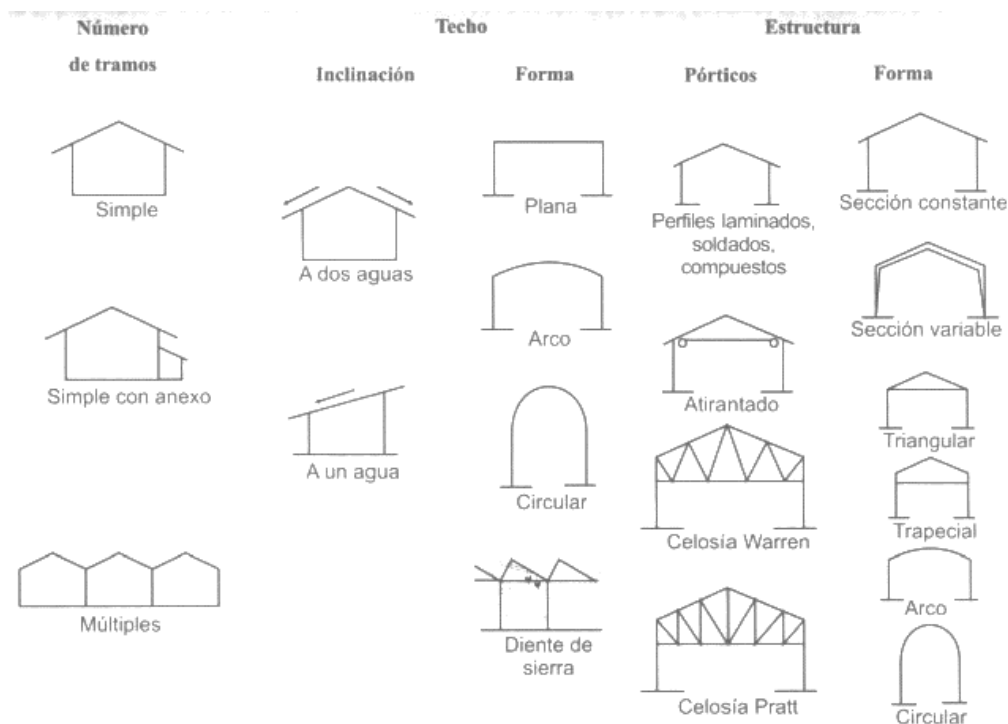 Número
de tramos
Techo
Estructura
Inclinación
Forma
Pórticos
Forma
Simple
Simple con anexo
Múltiples
A dos aguas
A un agua
Plana
Arco
Circular
Diente de
sierra
Perfiles laminados,
soldados,
compuestos
Atirantado
Celosía Warren
Celosía Pratt
Sección constante
Sección variable
Triangular
Trapecial
Arco
Circular